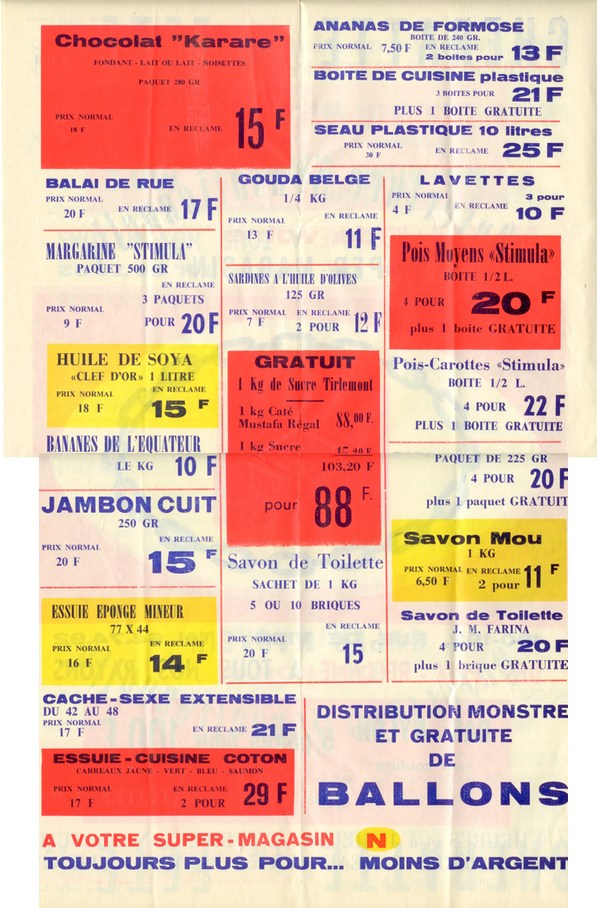 Chocolat "Karare"
FONDANT - LAIT OU LAIT - NOISETTES
PAQUET 280 GR
PRIX NORMAL
18 F
EN RECLAME
15 F
ANANAS DE FORMOSE
BOITE DE 240 GR.
PRIX NORMAL 7,50 F
EN RECLAME
2 boites pour 13 F
BOITE DE CUISINE plastique
3 BOITES POUR 21 F
PLUS 1 BOITE GRATUITE
SEAU PLASTIQUE 10 litres
PRIX NORMAL
30 F
EN RECLAME 25 F
BALAI DE RUE
PRIX NORMAL
20 F
EN RECLAME 17 F
GOUDA BELGE
1/4 KG
PRIX NORMAL
13 F
EN RECLAME
11 F
LAVETTES
PRIX NORMAL
4 F
EN RECLAME
3 pour
10 F
MARGARINE "STIMULA"
PAQUET 500 GR
EN RECLAME
3 PAQUETS
PRIX NORMAL
9 F
POUR 20 F
SARDINES A L'HUILE D'OLIVES
125 GR
PRIX NORMAL
7 F
EN RECLAME
2 POUR 12 F
Pois Moyens «Stimula»
BOITE 1/2 L.
4 POUR 20 F
plus 1 boite GRATUITE
HUILE DE SOYA
«CLEF D'OR» 1 LITRE
PRIX NORMAL
18 F
EN RECLAME
15 F
GRATUIT
1 Kg de Sucre Tirlemont
1 kg Café
Mustafa Régal 88,00 F.
1 kg Sucre
103.20 F
pour 88 F.
Pois-Carottes «Stimula»
BOITE 1/2 L.
4 POUR 22 F
PLUS 1 BOITE GRATUITE
BANANES DE L'EQUATEUR
LE KG 10 F
PAQUET DE 225 GR
4 POUR 20 F
plus 1 paquet GRATUIT
JAMBON CUIT
250 GR
PRIX NORMAL
20 F
EN RECLAME
15 F
Savon de Toilette
SACHET DE 1 KG
5 OU 10 BRIQUES
PRIX NORMAL
20 F
EN RECLAME
15
Savon Mou
1 KG
PRIX NORMAL
6,50 F
EN RECLAME
2 pour 11 F
ESSUIE EPONGE MINEUR
77 X 44
PRIX NORMAL
16 F
EN RECLAME
14 F
Savon de Toilette
J. M. FARINA
4 POUR 20 F
plus 1 brique GRATUITE
CACHE-SEXE EXTENSIBLE
DU 42 AU 48
PRIX NORMAL
17 F
EN RECLAME 21 F
ESSUIE-CUISINE COTON
CARREAUX JAUNE - VERT - BLEU - SAUMON
PRIX NORMAL
17 F
EN RECLAME
2 POUR 29 F
DISTRIBUTION MONSTRE
ET GRATUITE
DE
BALLONS
A VOTRE SUPER-MAGASIN N
TOUJOURS PLUS POUR... MOINS D'ARGENT